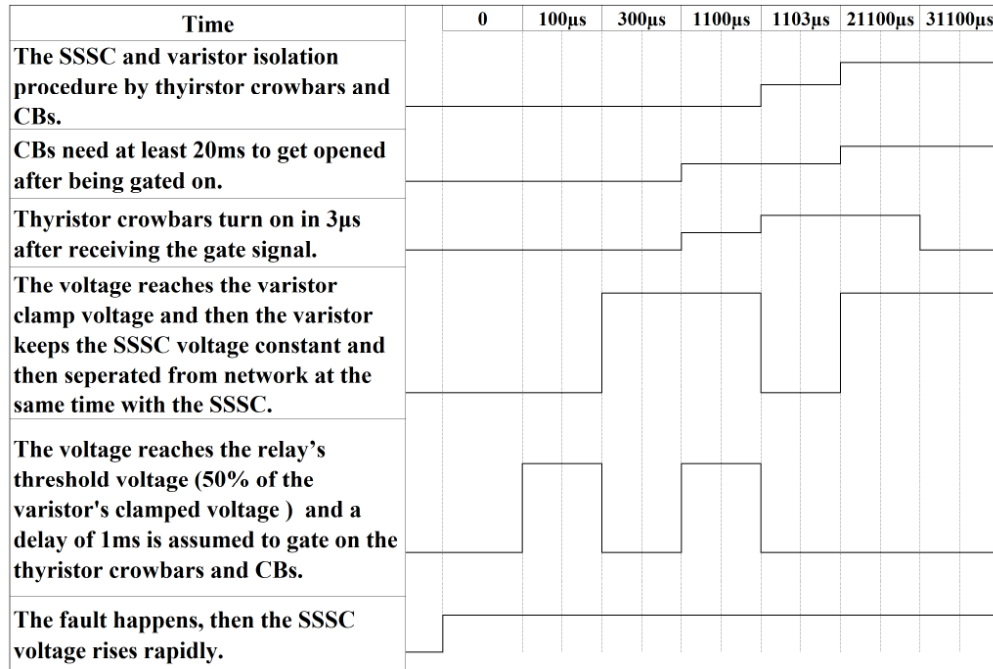 Time 0 100µs 300µs 1100µs 1103µs 21100µs 31100µs
The SSSC and varistor isolation
procedure by thyirstor crowbars and
CBs.
CBs need at least 20ms to get opened
after being gated on.
Thyristor crowbars turn on in 3µs
after receiving the gate signal.
The voltage reaches the varistor
clamp voltage and then the varistor
keeps the SSSC voltage constant and
then seperated from network at the
same time with the SSSC.
The voltage reaches the relay’s
threshold voltage (50% of the
varistor's clamped voltage ) and a
delay of 1ms is assumed to gate on the
thyristor crowbars and CBs.
The fault happens, then the SSSC
voltage rises rapidly.